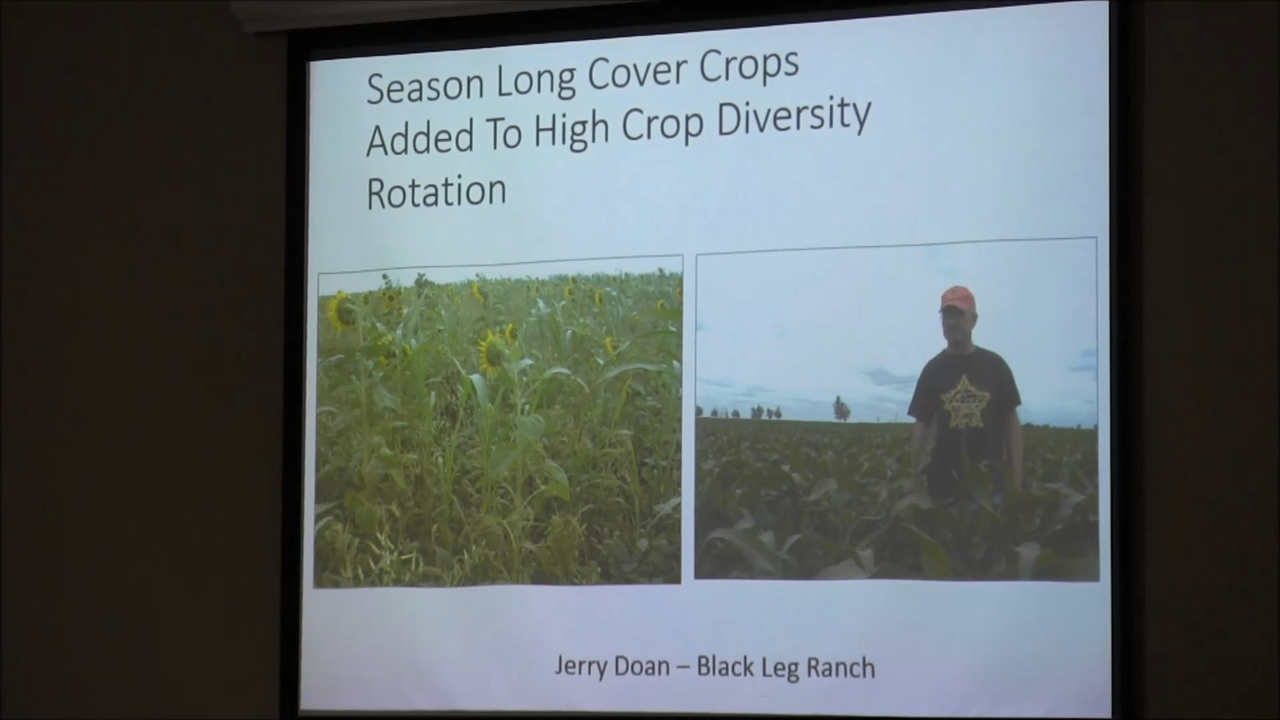 Season Long Cover Crops
Added To High Crop Diversity
Rotation
Jerry Doan – Black Leg Ranch